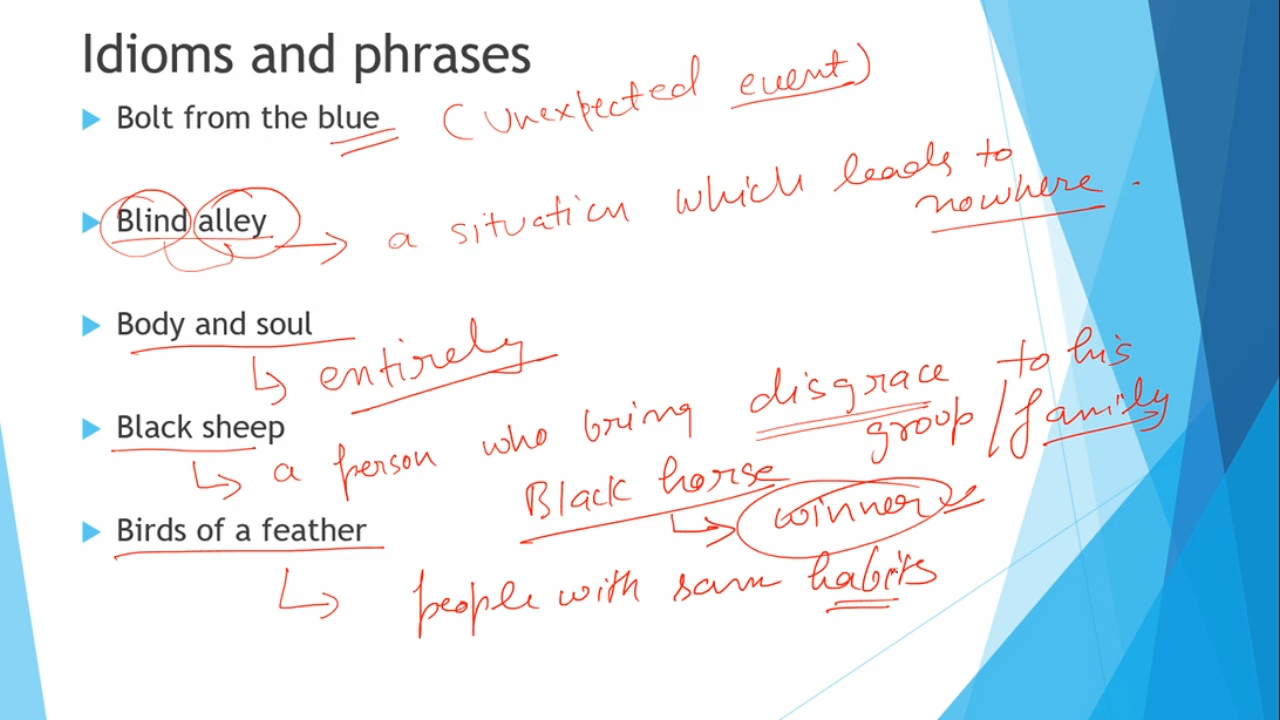 Idioms and phrases
Bolt from the blue (unexpected event)
Blind alley → a situation which leads to
nowhere.
Body and soul
entirely
Black sheep
a person who bring disgrace to his
group / family
Black horse
winner
Birds of a feather
people with sam habits